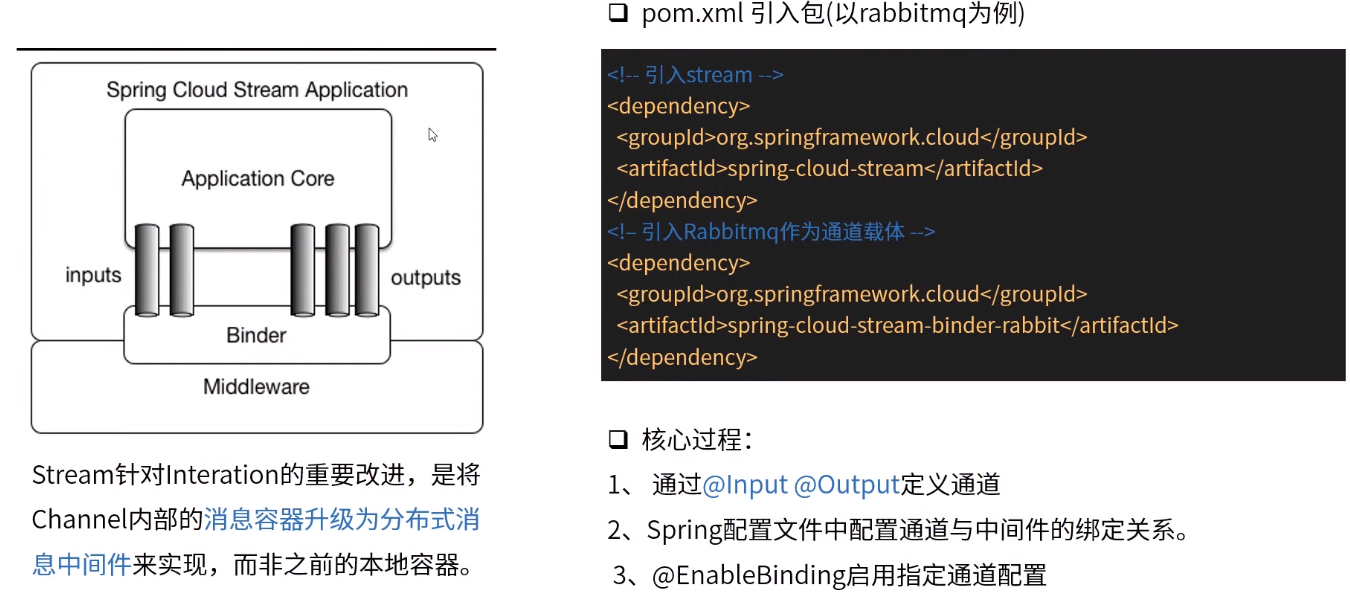 Spring Cloud Stream Application
Application Core
inputs
outputs
Binder
Middleware
Stream针对Interation的重要改进，是将
Channel内部的消息容器升级为分布式消
息中间件来实现，而非之前的本地容器。
pom.xml 引入包(以rabbitmq为例)
<!-- 引入stream -->
<dependency>
<groupId>org.springframework.cloud</groupId>
<artifactId>spring-cloud-stream</artifactId>
</dependency>
<!– 引入Rabbitmq作为通道载体 -->
<dependency>
<groupId>org.springframework.cloud</groupId>
<artifactId>spring-cloud-stream-binder-rabbit</artifactId>
</dependency>
核心过程：
1、 通过@Input @Output定义通道
2、Spring配置文件中配置通道与中间件的绑定关系。
3、@EnableBinding启用指定通道配置